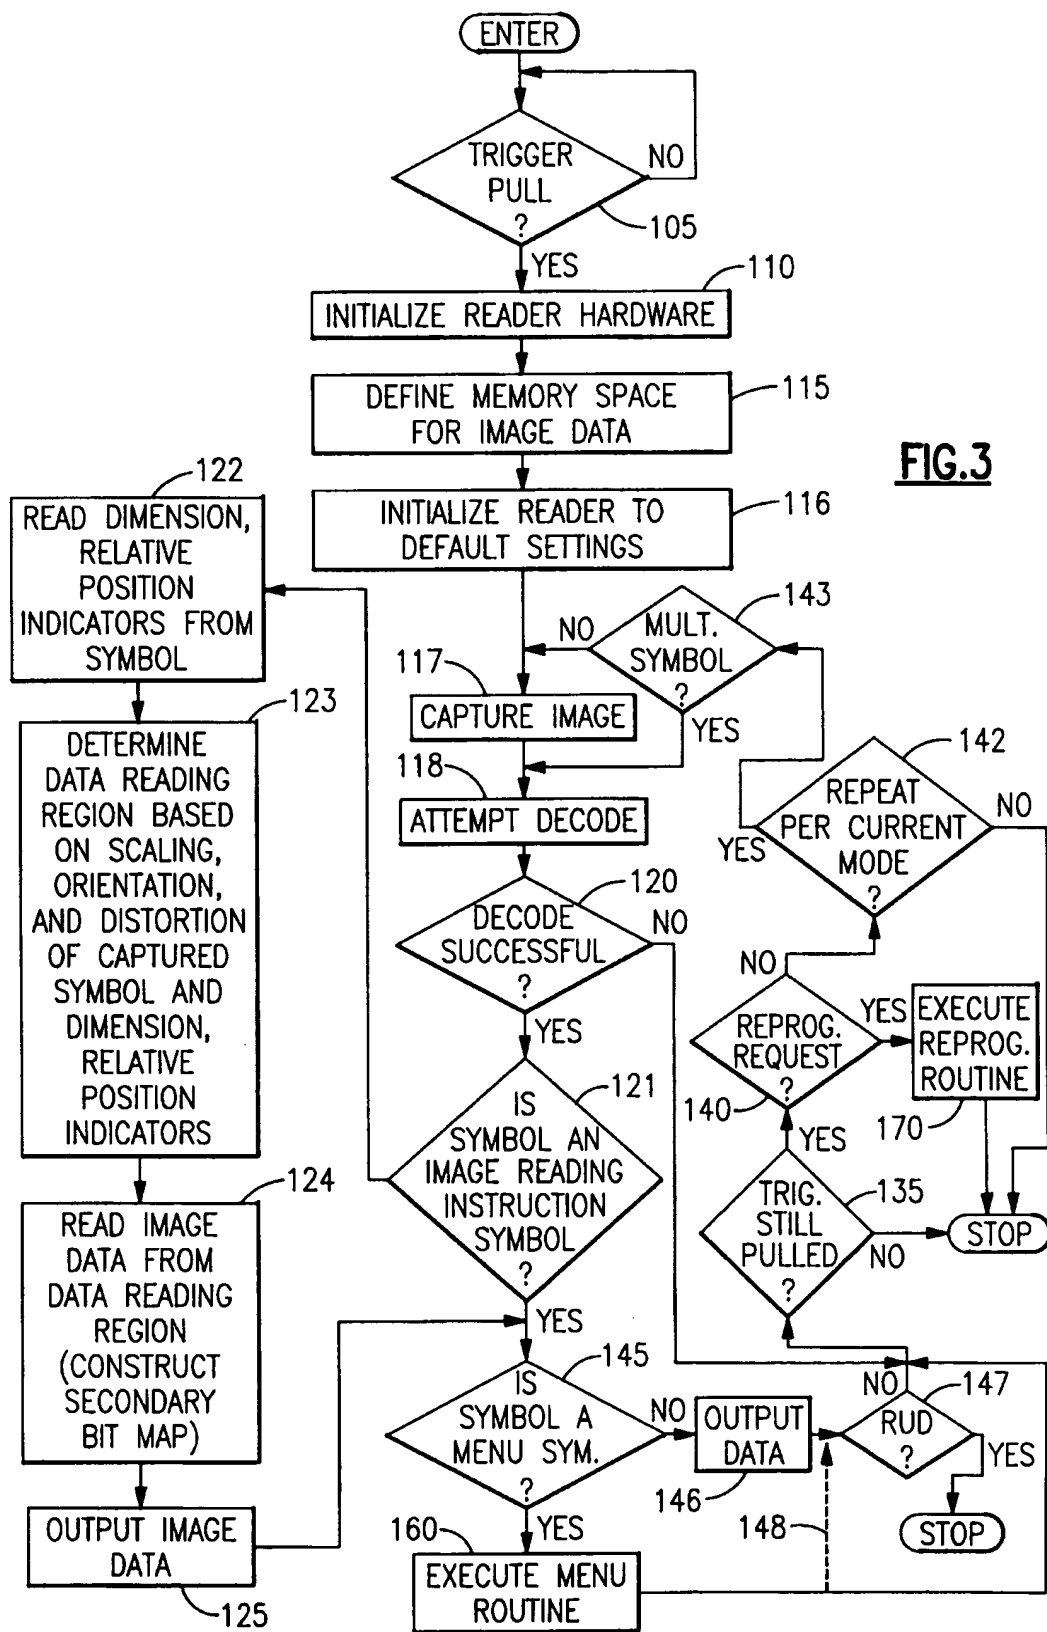 ENTER
TRIGGER
PULL
?
NO
105
YES
110
INITIALIZE READER HARDWARE
DEFINE MEMORY SPACE
FOR IMAGE DATA
115
FIG.3
INITIALIZE READER TO
DEFAULT SETTINGS
116
122
READ DIMENSION,
RELATIVE
POSITION
INDICATORS FROM
SYMBOL
123
DETERMINE
DATA READING
REGION BASED
ON SCALING,
ORIENTATION,
AND DISTORTION
OF CAPTURED
SYMBOL AND
DIMENSION,
RELATIVE
POSITION
INDICATORS
124
READ IMAGE
DATA FROM
DATA READING
REGION
(CONSTRUCT
SECONDARY
BIT MAP)
OUTPUT IMAGE
DATA
125
143
NO
MULT.
SYMBOL
?
YES
117
CAPTURE IMAGE
118
ATTEMPT DECODE
120
DECODE
SUCCESSFUL
?
NO
YES
121
IS
SYMBOL AN
IMAGE READING
INSTRUCTION
SYMBOL
?
YES
145
IS
SYMBOL A
MENU SYM.
?
NO
YES
160
EXECUTE MENU
ROUTINE
OUTPUT
DATA
146
148
142
REPEAT
PER CURRENT
MODE
?
YES
NO
NO
REPROG.
REQUEST
?
140
YES
EXECUTE
REPROG.
ROUTINE
170
YES
135
TRIG.
STILL
PULLED
?
NO
STOP
NO
147
RUD
?
YES
STOP